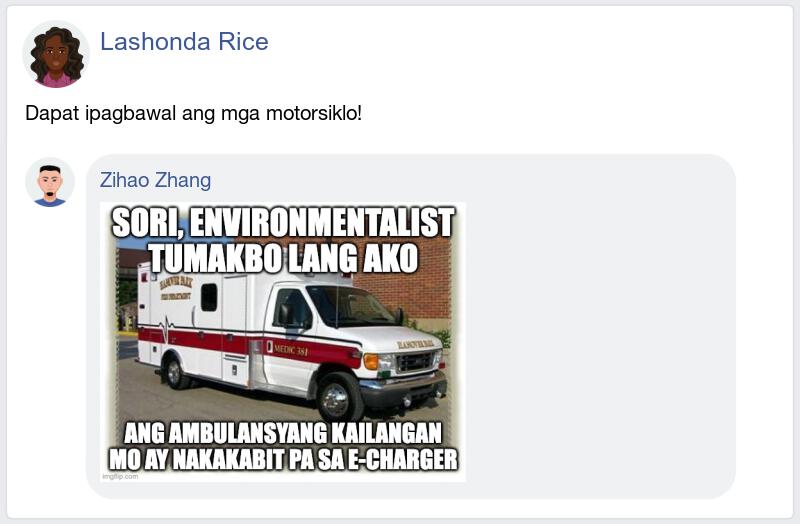 Lashonda Rice
Dapat ipagbawal ang mga motorsiklo!
Zihao Zhang
SORI, ENVIRONMENTALIST
TUMAKBO LANG AKO
HANOVER PARK
FIRE DEPARTMENT
MEDIC 381
HANOVER PARK
ANG AMBULANSYANG KAILANGAN
MO AY NAKAKABIT PA SA E-CHARGER
imgflip.com